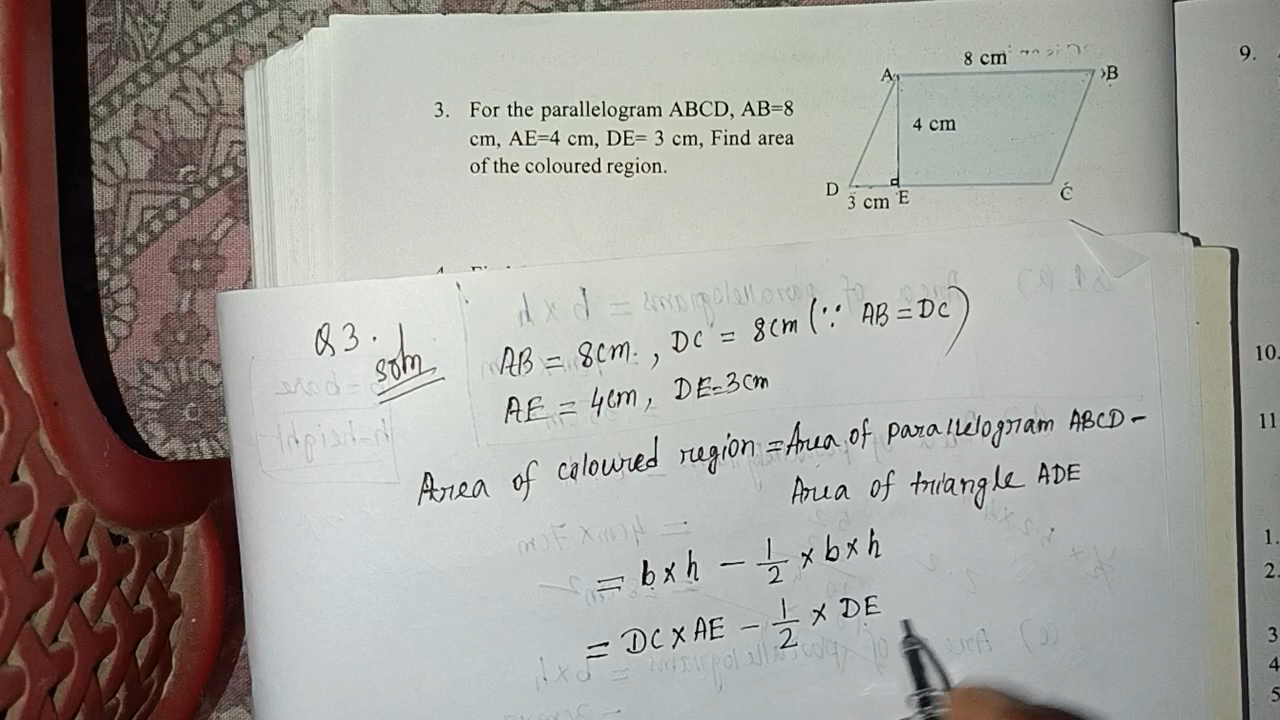 3. For the parallelogram ABCD, AB=8
cm, AE=4 cm, DE= 3 cm, Find area
of the coloured region.
8 cm
A
B
4 cm
D
3 cm
E
C
9.
10.
11
1.
2.
3
4
5
Q3.
Soln
AB = 8cm. , DC = 8cm (∵ AB = DC)
AE = 4cm, DE=3cm
Area of coloured region = Area of parallelogram ABCD -
Area of triangle ADE
= b × h - 1/2 × b × h
= DC × AE - 1/2 × DE